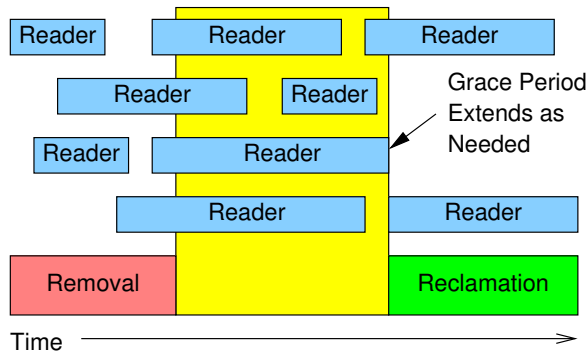 Reader Reader Reader
Reader Reader
Grace Period
Extends as
Needed
Reader Reader
Reader Reader
Removal Reclamation
Time